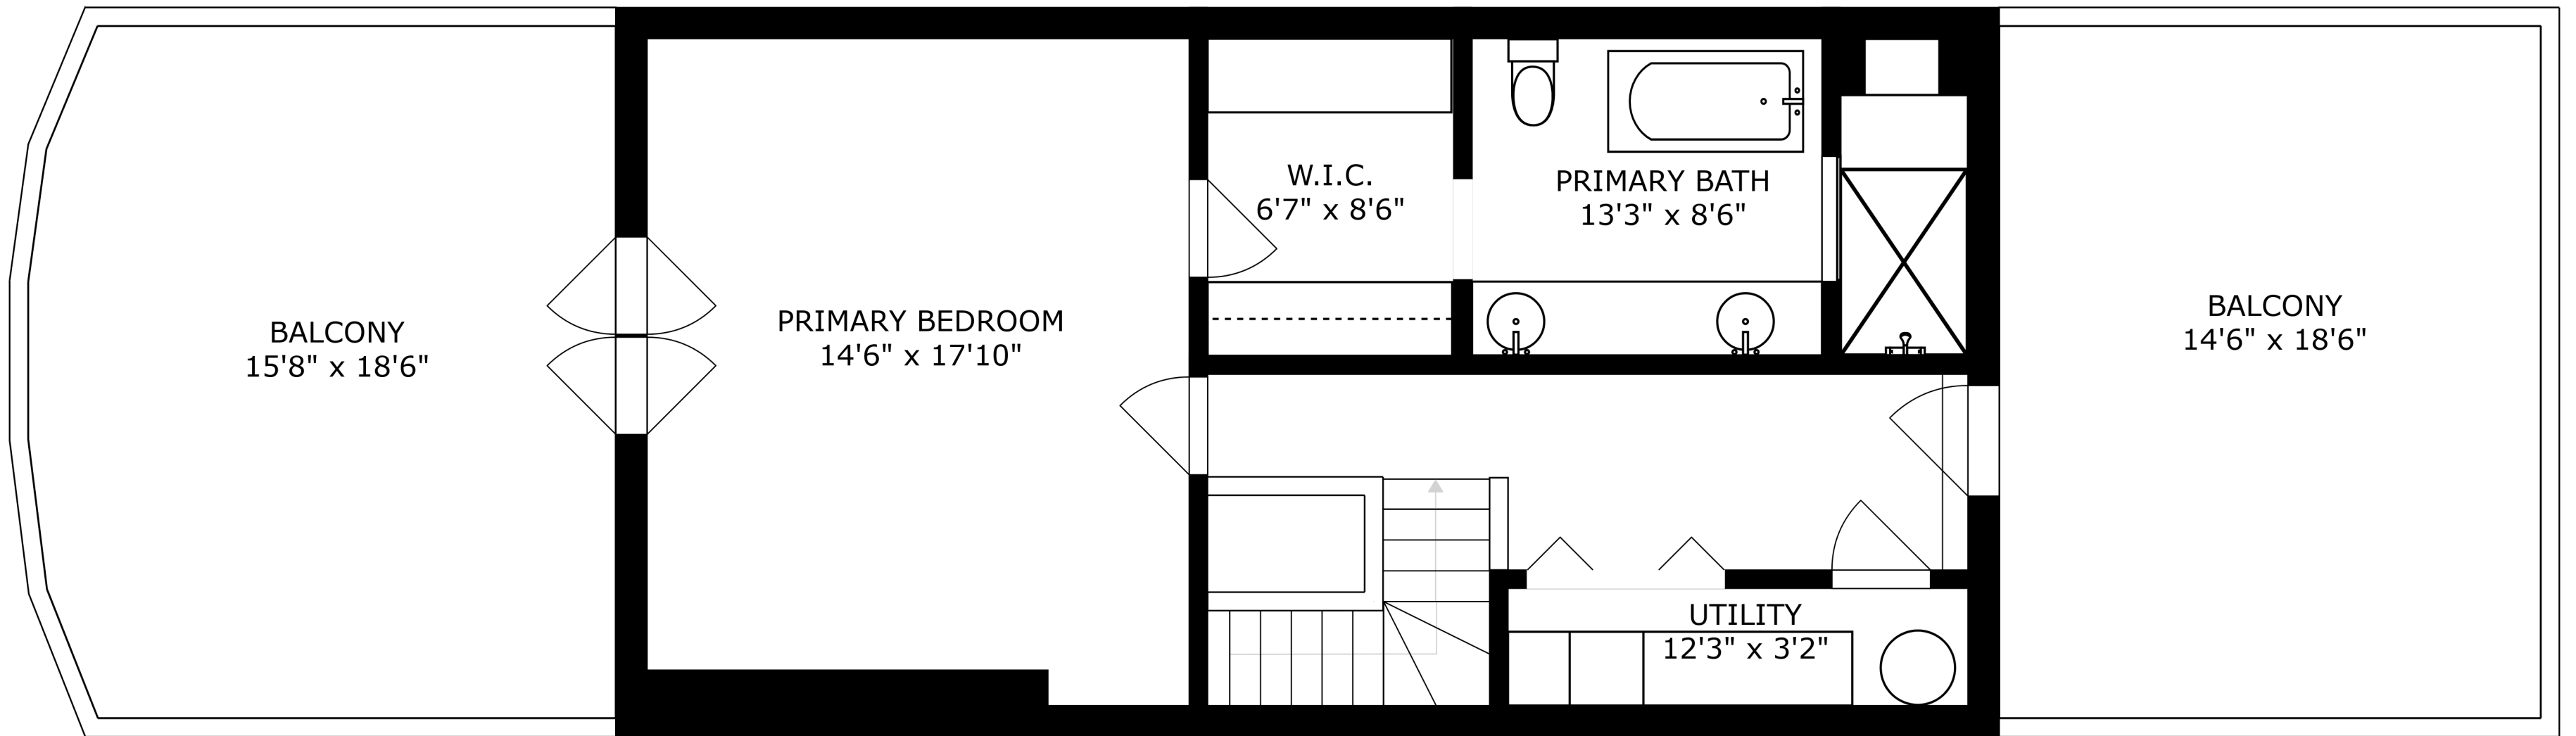 BALCONY
15'8" x 18'6"
PRIMARY BEDROOM
14'6" x 17'10"
W.I.C.
6'7" x 8'6"
PRIMARY BATH
13'3" x 8'6"
UTILITY
12'3" x 3'2"
BALCONY
14'6" x 18'6"